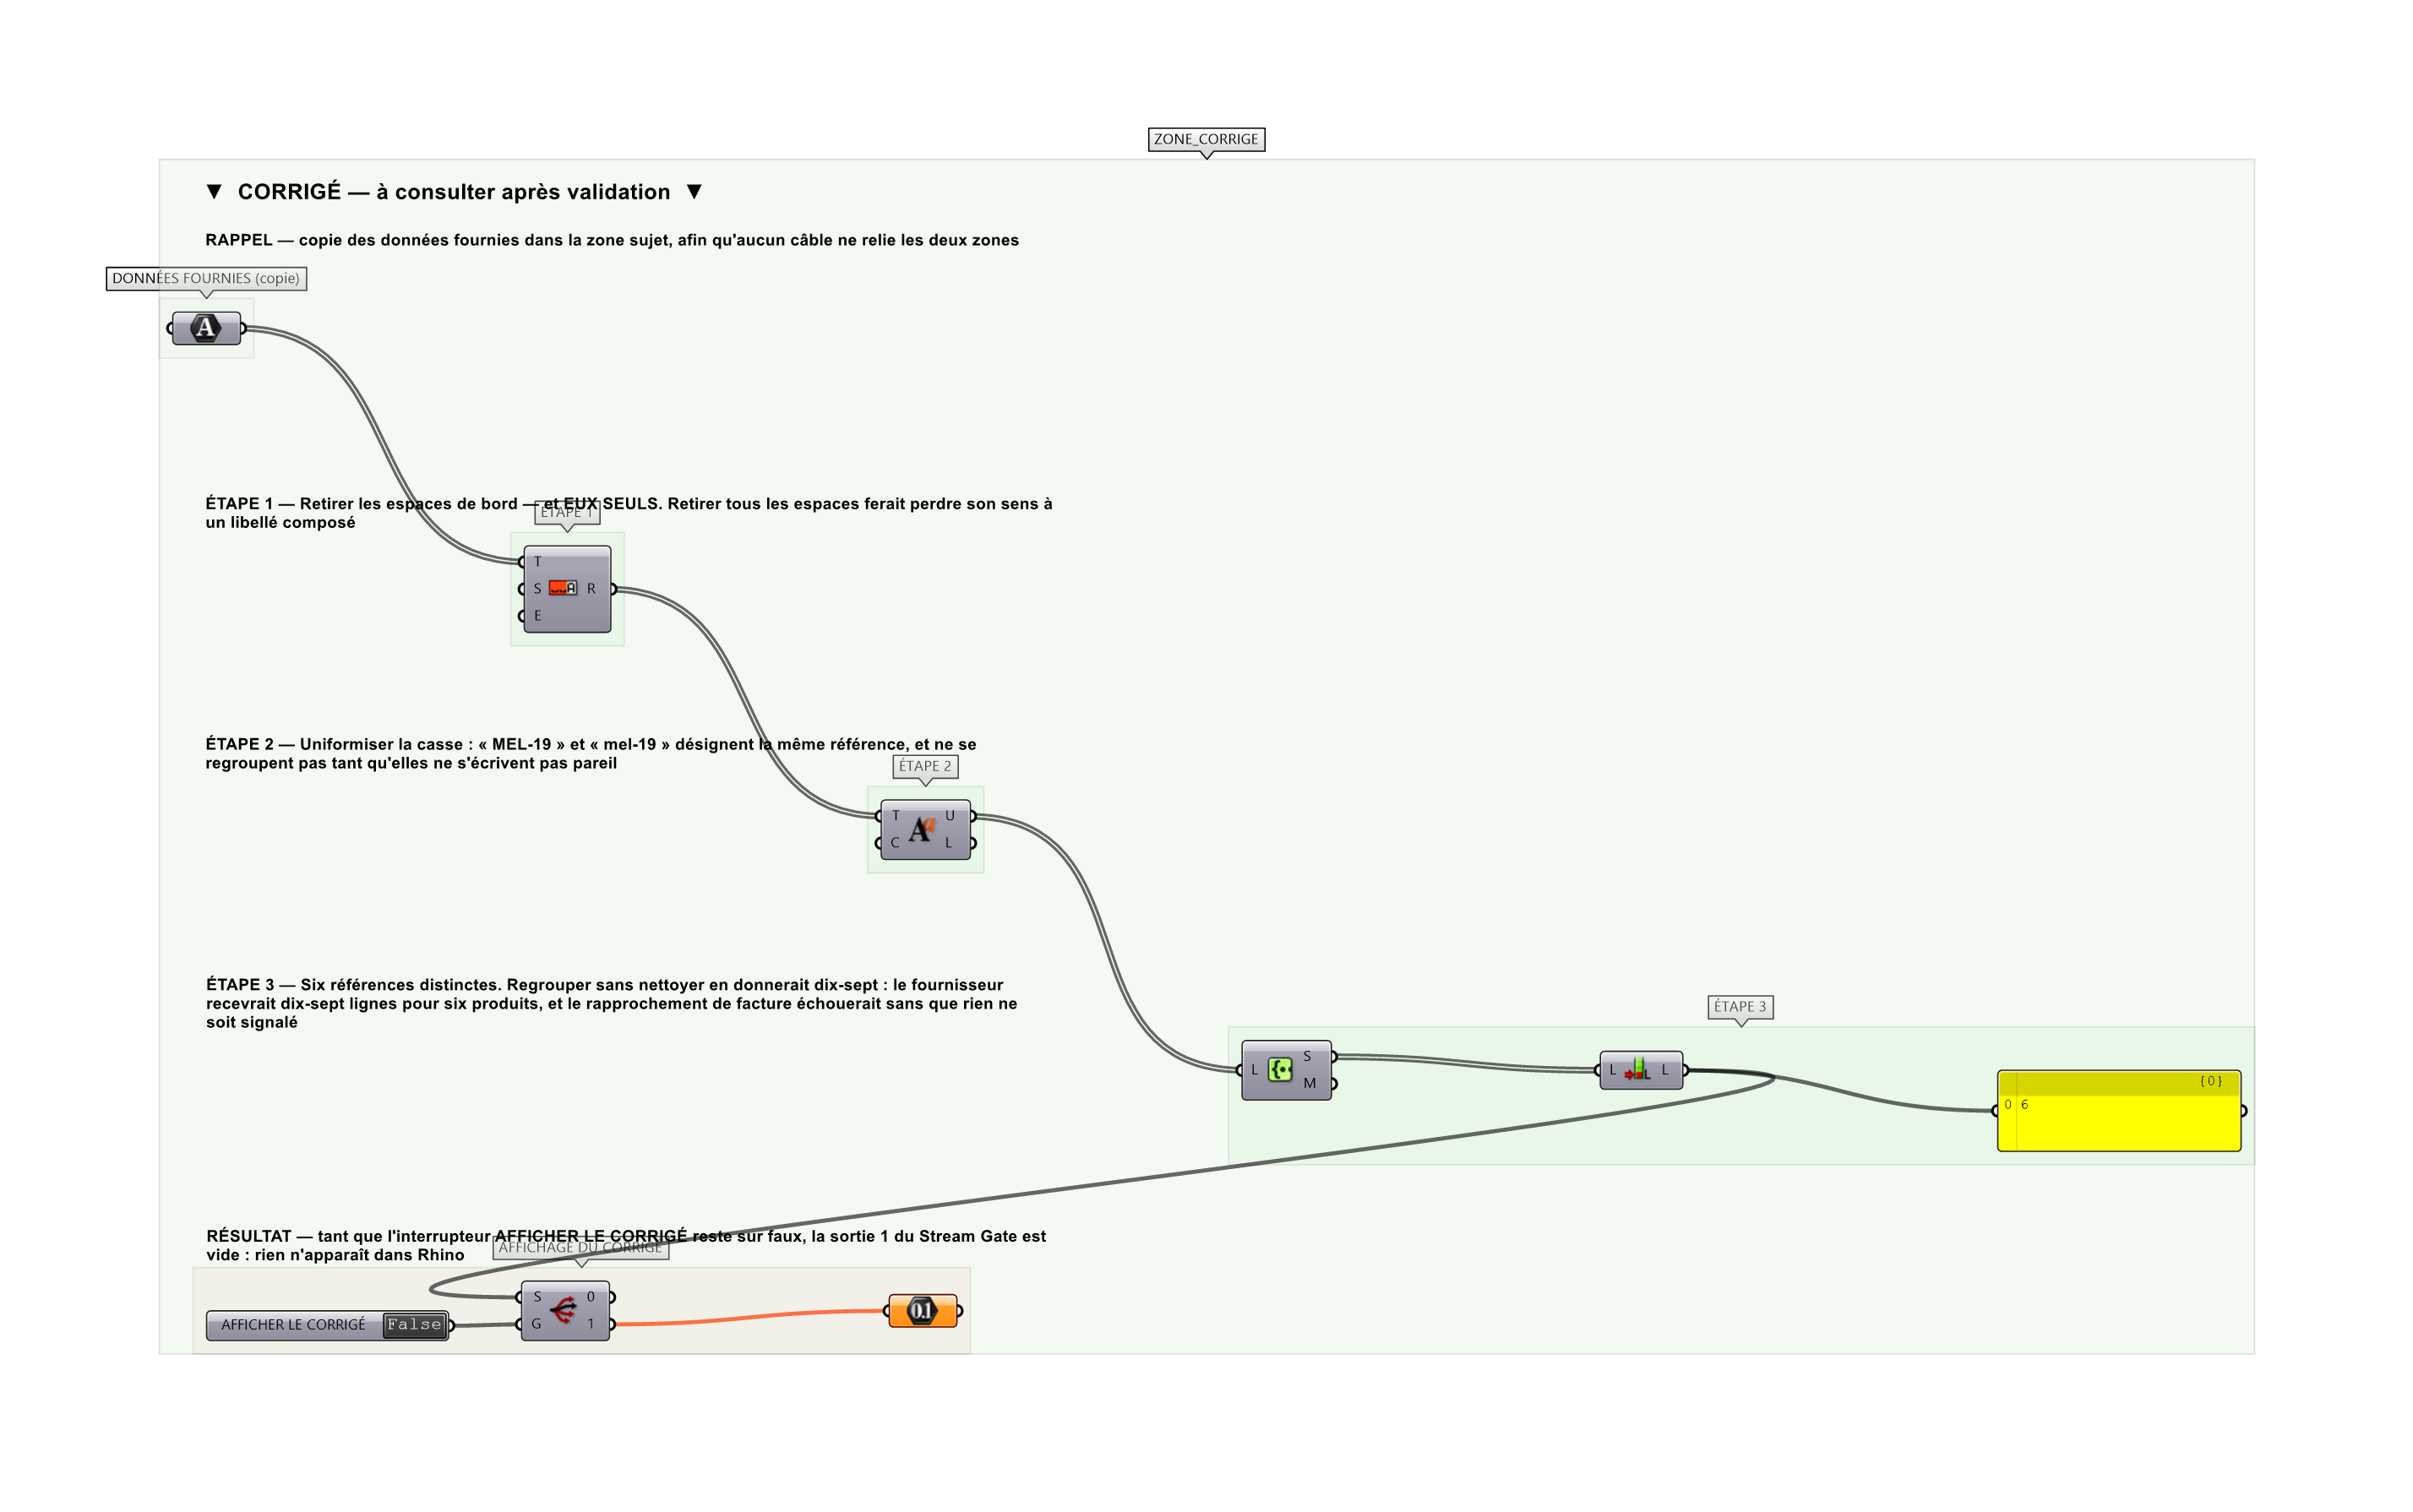 ZONE_CORRIGE
▼ CORRIGÉ — à consulter après validation ▼
RAPPEL — copie des données fournies dans la zone sujet, afin qu'aucun câble ne relie les deux zones
DONNÉES FOURNIES (copie)
A
ÉTAPE 1 — Retirer les espaces de bord — et EUX SEULS. Retirer tous les espaces ferait perdre son sens à
un libellé composé
ÉTAPE 1
T
S R
E
ÉTAPE 2 — Uniformiser la casse : « MEL-19 » et « mel-19 » désignent la même référence, et ne se
regroupent pas tant qu'elles ne s'écrivent pas pareil
ÉTAPE 2
T U
C L
ÉTAPE 3 — Six références distinctes. Regrouper sans nettoyer en donnerait dix-sept : le fournisseur
recevrait dix-sept lignes pour six produits, et le rapprochement de facture échouerait sans que rien ne
soit signalé
ÉTAPE 3
L S
M
L L
{0}
0 6
RÉSULTAT — tant que l'interrupteur AFFICHER LE CORRIGÉ reste sur faux, la sortie 1 du Stream Gate est
vide : rien n'apparaît dans Rhino
AFFICHAGE DU CORRIGÉ
AFFICHER LE CORRIGÉ False
S 0
G 1
0.1